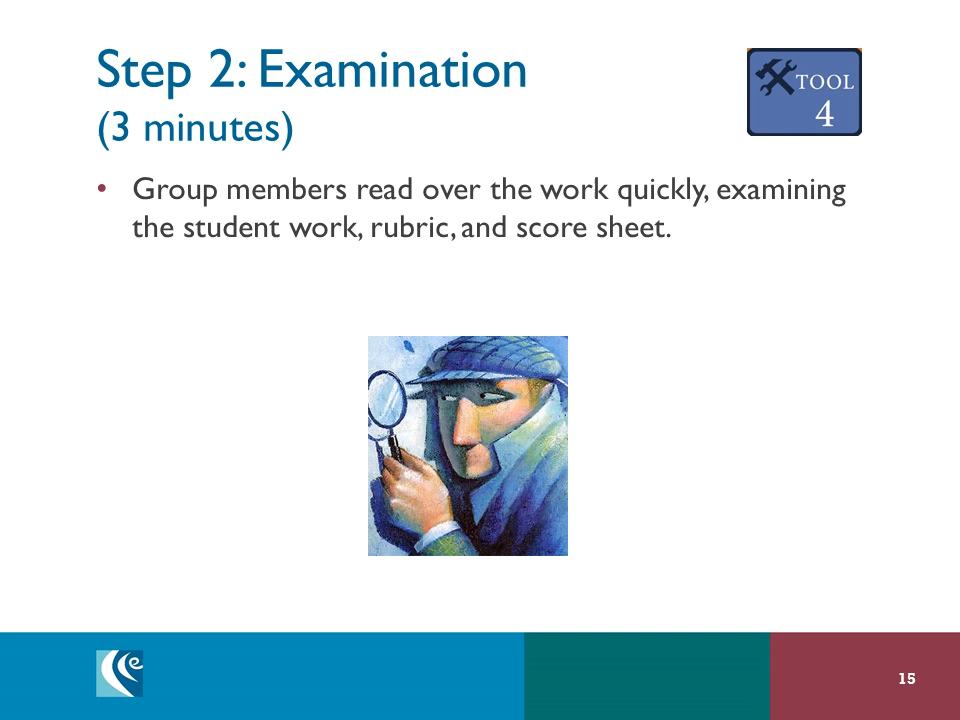 Step 2: Examination
(3 minutes)
TOOL
4
• Group members read over the work quickly, examining
the student work, rubric, and score sheet.
e
15